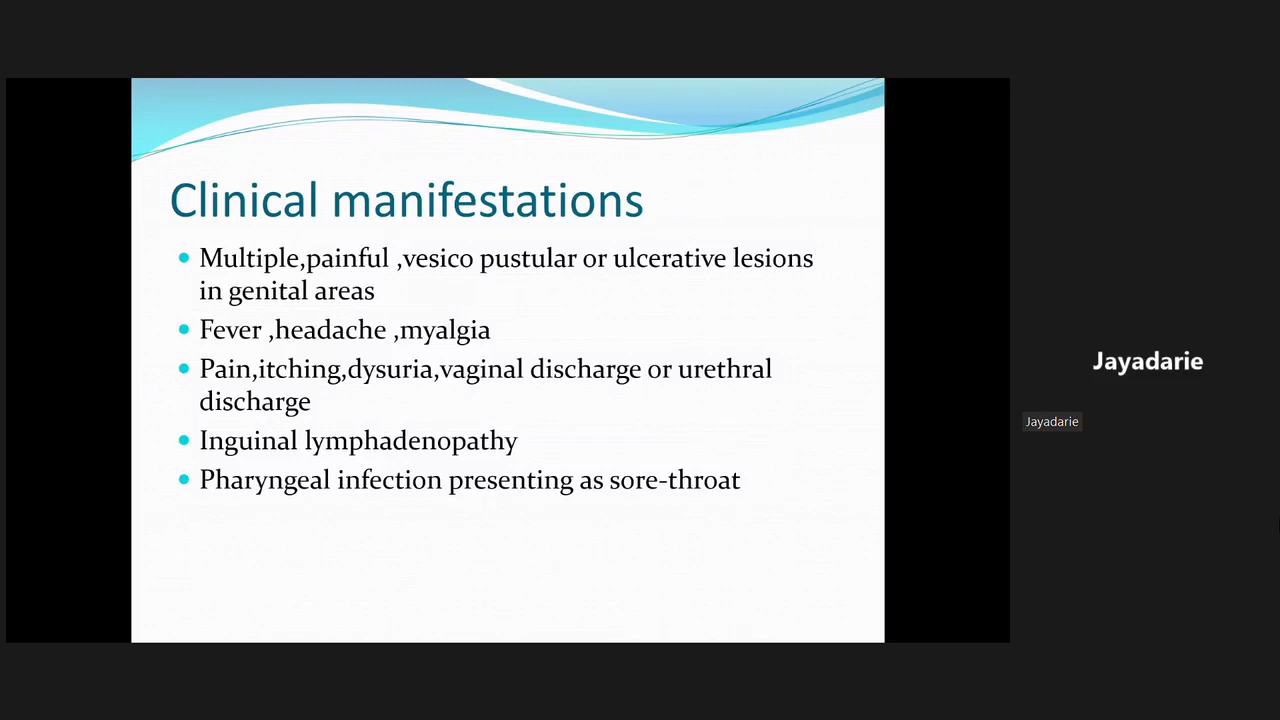 Clinical manifestations
Multiple,painful ,vesico pustular or ulcerative lesions
in genital areas
Fever ,headache ,myalgia
Pain,itching,dysuria,vaginal discharge or urethral
discharge
Inguinal lymphadenopathy
Pharyngeal infection presenting as sore-throat
Jayadarie
Jayadarie